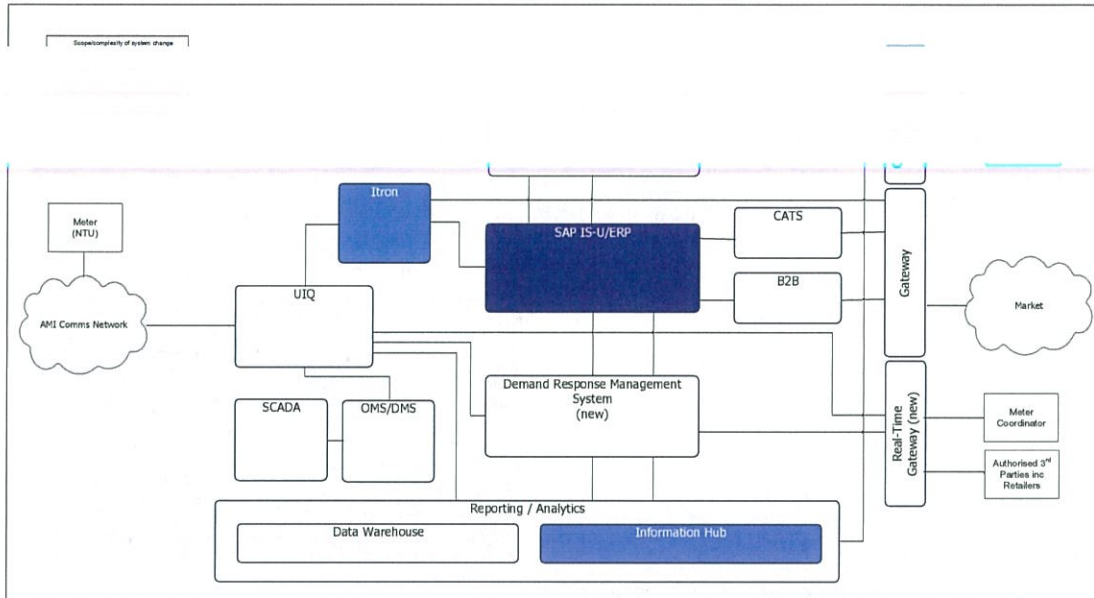 Scope/complexity of system change
Itron
Meter
(NTU)
CATS
SAP IS-U/ERP
Gateway
B2B
UIQ
AMI Comms Network
Market
Demand Response Management
System
(new)
SCADA
OMS/DMS
Real-Time
Gateway (new)
Meter
Coordinator
Authorised 3rd
Parties inc
Retailers
Reporting / Analytics
Data Warehouse
Information Hub